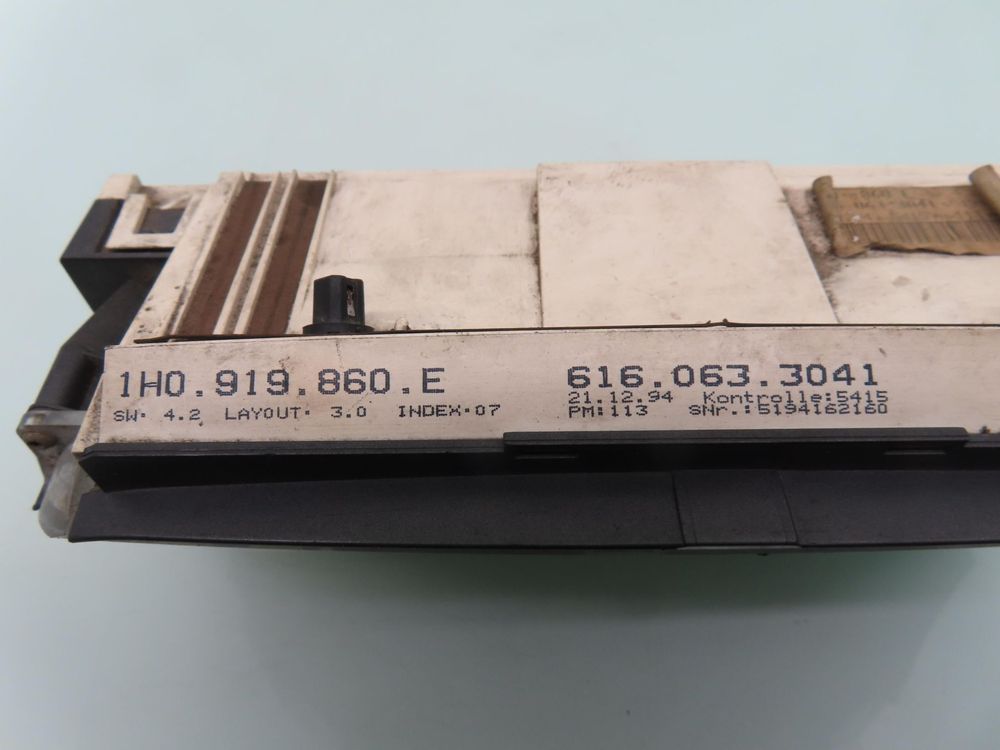 1H0.919.860.E
SW: 4.2 LAYOUT: 3.0 INDEX:07
616.063.3041
21.12.94 Kontrolle:5415
PM:113 SNr.:5194162160